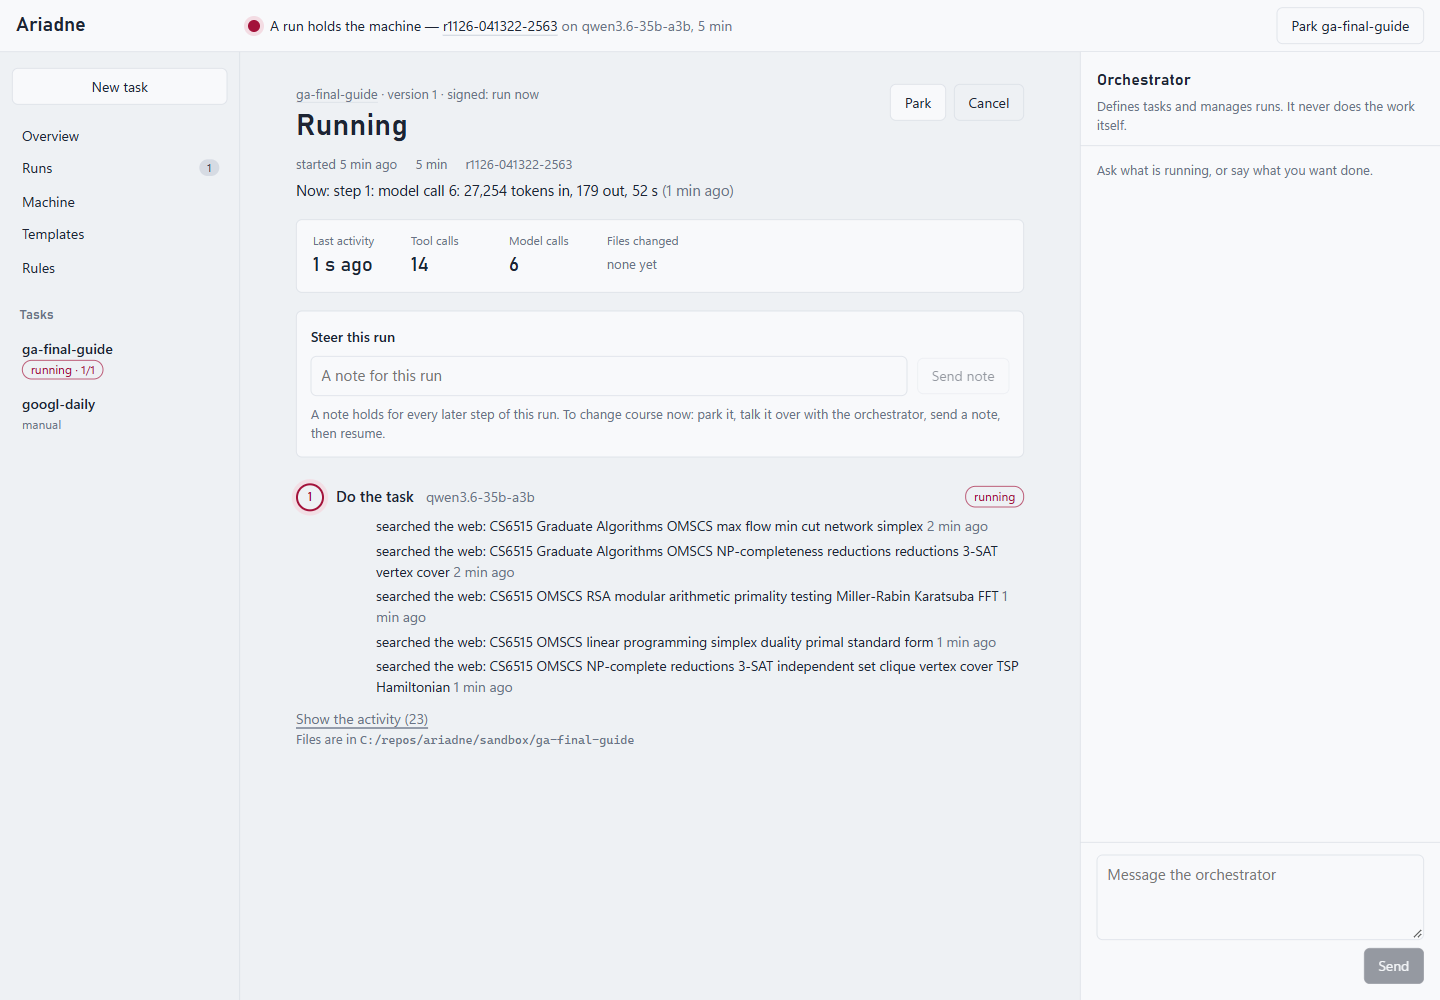 Ariadne
A run holds the machine — r1126-041322-2563 on qwen3.6-35b-a3b, 5 min
Park ga-final-guide
New task
Overview
Runs 1
Machine
Templates
Rules
Tasks
ga-final-guide
running · 1/1
googl-daily
manual
ga-final-guide · version 1 · signed: run now
Running
Park
Cancel
started 5 min ago 5 min r1126-041322-2563
Now: step 1: model call 6: 27,254 tokens in, 179 out, 52 s (1 min ago)
Last activity Tool calls Model calls Files changed
1 s ago 14 6 none yet
Steer this run
A note for this run
Send note
A note holds for every later step of this run. To change course now: park it, talk it over with the orchestrator, send a note,
then resume.
1 Do the task qwen3.6-35b-a3b running
searched the web: CS6515 Graduate Algorithms OMSCS max flow min cut network simplex 2 min ago
searched the web: CS6515 Graduate Algorithms OMSCS NP-completeness reductions reductions 3-SAT
vertex cover 2 min ago
searched the web: CS6515 OMSCS RSA modular arithmetic primality testing Miller-Rabin Karatsuba FFT 1
min ago
searched the web: CS6515 OMSCS linear programming simplex duality primal standard form 1 min ago
searched the web: CS6515 OMSCS NP-complete reductions 3-SAT independent set clique vertex cover TSP
Hamiltonian 1 min ago
Show the activity (23)
Files are in C:/repos/ariadne/sandbox/ga-final-guide
Orchestrator
Defines tasks and manages runs. It never does the work
itself.
Ask what is running, or say what you want done.
Message the orchestrator
Send